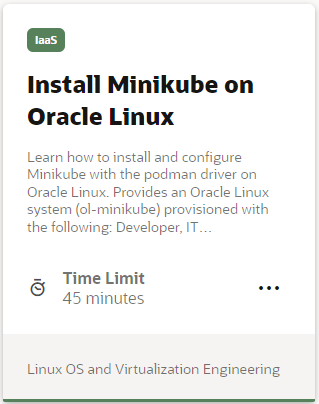 IaaS
Install Minikube on
Oracle Linux
Learn how to install and configure
Minikube with the podman driver on
Oracle Linux. Provides an Oracle Linux
system (ol-minikube) provisioned with
the following: Developer, IT...
Time Limit
45 minutes
Linux OS and Virtualization Engineering